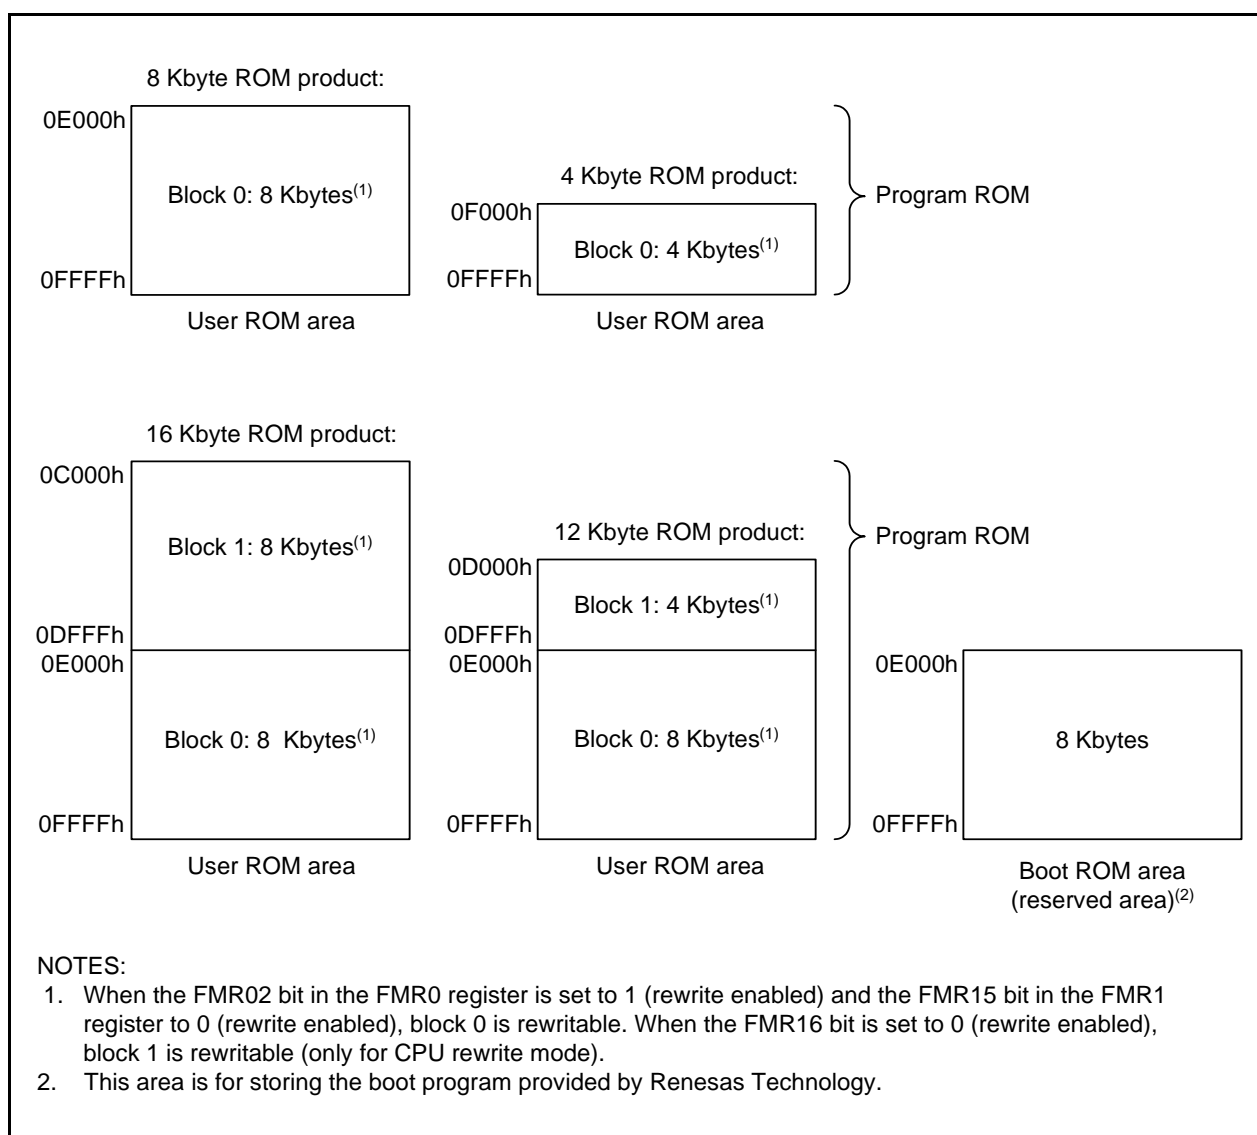 8 Kbyte ROM product:
0E000h
Block 0: 8 Kbytes(1)
0FFFFh
User ROM area
4 Kbyte ROM product:
0F000h
Block 0: 4 Kbytes(1)
0FFFFh
User ROM area
Program ROM
16 Kbyte ROM product:
0C000h
Block 1: 8 Kbytes(1)
0DFFFh
0E000h
Block 0: 8  Kbytes(1)
0FFFFh
User ROM area
12 Kbyte ROM product:
0D000h
Block 1: 4 Kbytes(1)
0DFFFh
0E000h
Block 0: 8 Kbytes(1)
0FFFFh
User ROM area
Program ROM
0E000h
8 Kbytes
0FFFFh
Boot ROM area
(reserved area)(2)
NOTES:
1. When the FMR02 bit in the FMR0 register is set to 1 (rewrite enabled) and the FMR15 bit in the FMR1
register to 0 (rewrite enabled), block 0 is rewritable. When the FMR16 bit is set to 0 (rewrite enabled),
block 1 is rewritable (only for CPU rewrite mode).
2. This area is for storing the boot program provided by Renesas Technology.